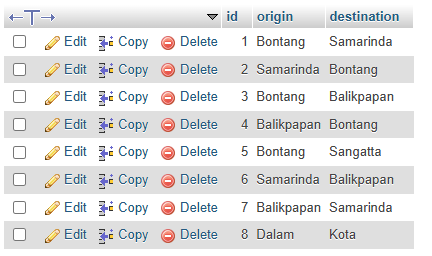 id origin destination
Edit Copy Delete 1 Bontang Samarinda
Edit Copy Delete 2 Samarinda Bontang
Edit Copy Delete 3 Bontang Balikpapan
Edit Copy Delete 4 Balikpapan Bontang
Edit Copy Delete 5 Bontang Sangatta
Edit Copy Delete 6 Samarinda Balikpapan
Edit Copy Delete 7 Balikpapan Samarinda
Edit Copy Delete 8 Dalam Kota